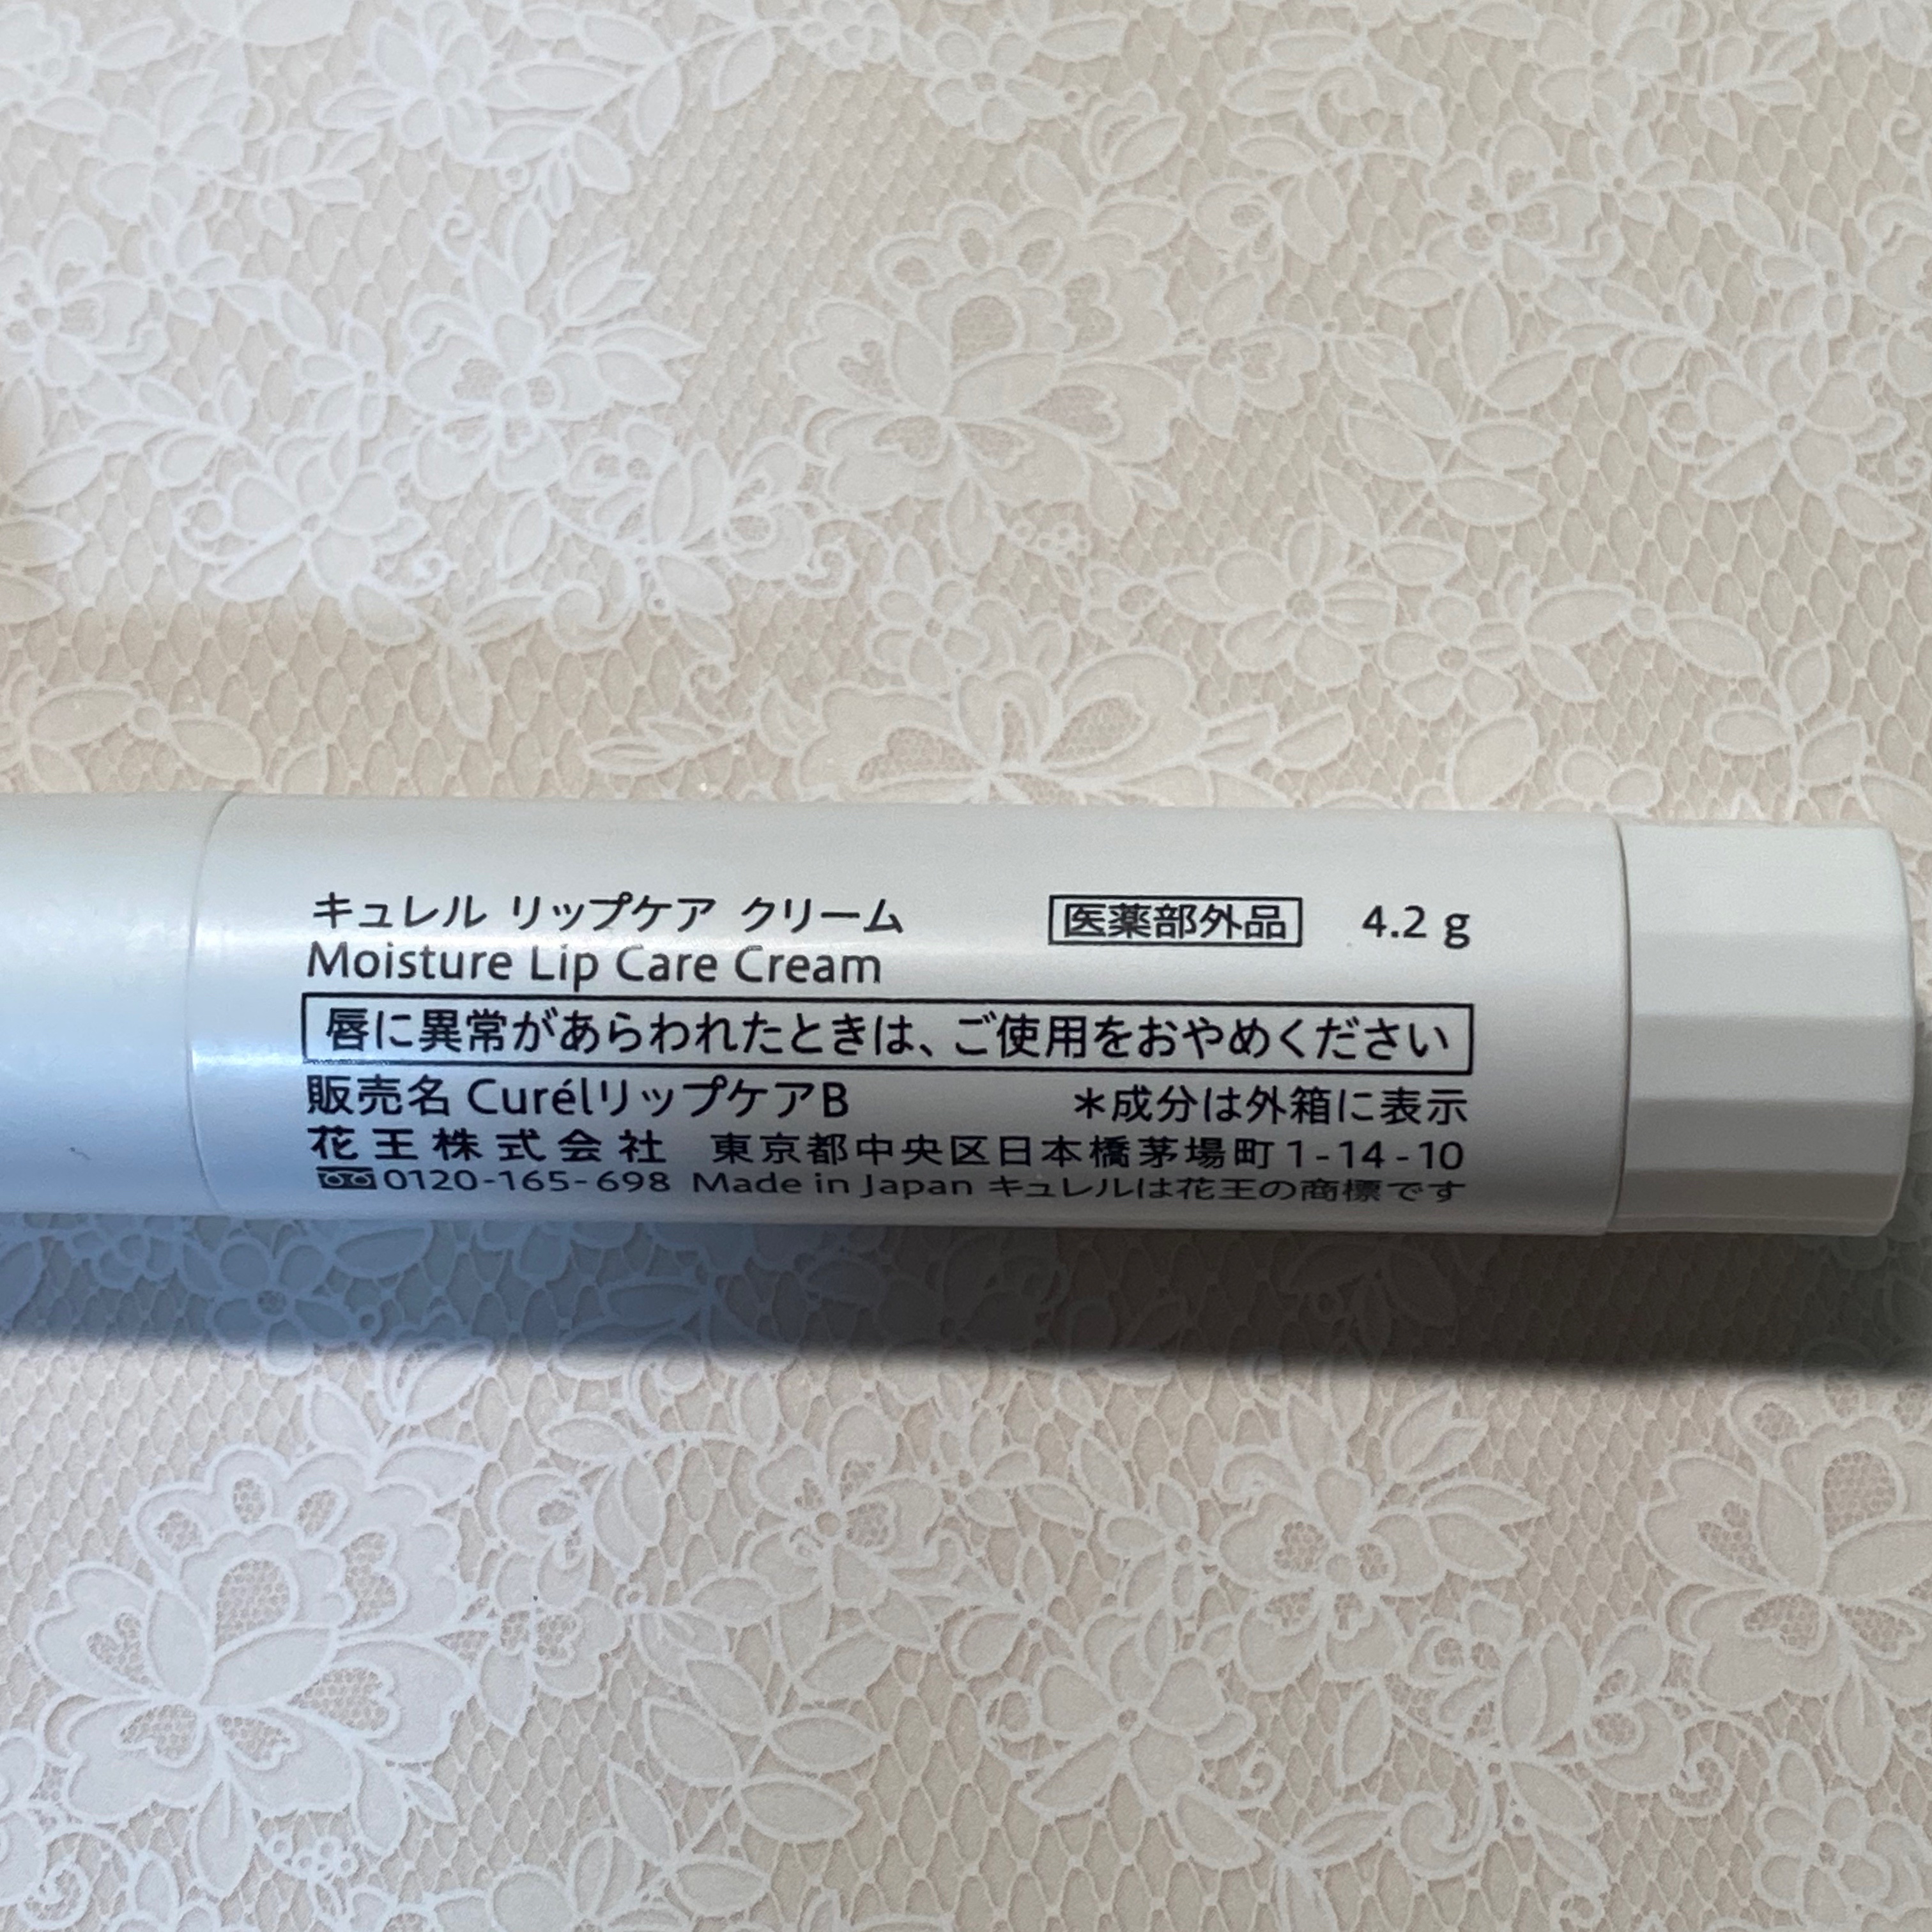 キュレル リップケア クリーム 医薬部外品 4.2 g
Moisture Lip Care Cream
唇に異常があらわれたときは、ご使用をおやめください
販売名 CurélリップケアB ＊成分は外箱に表示
花王株式会社 東京都中央区日本橋茅場町1-14-10
0120-165-698 Made in Japan キュレルは花王の商標です